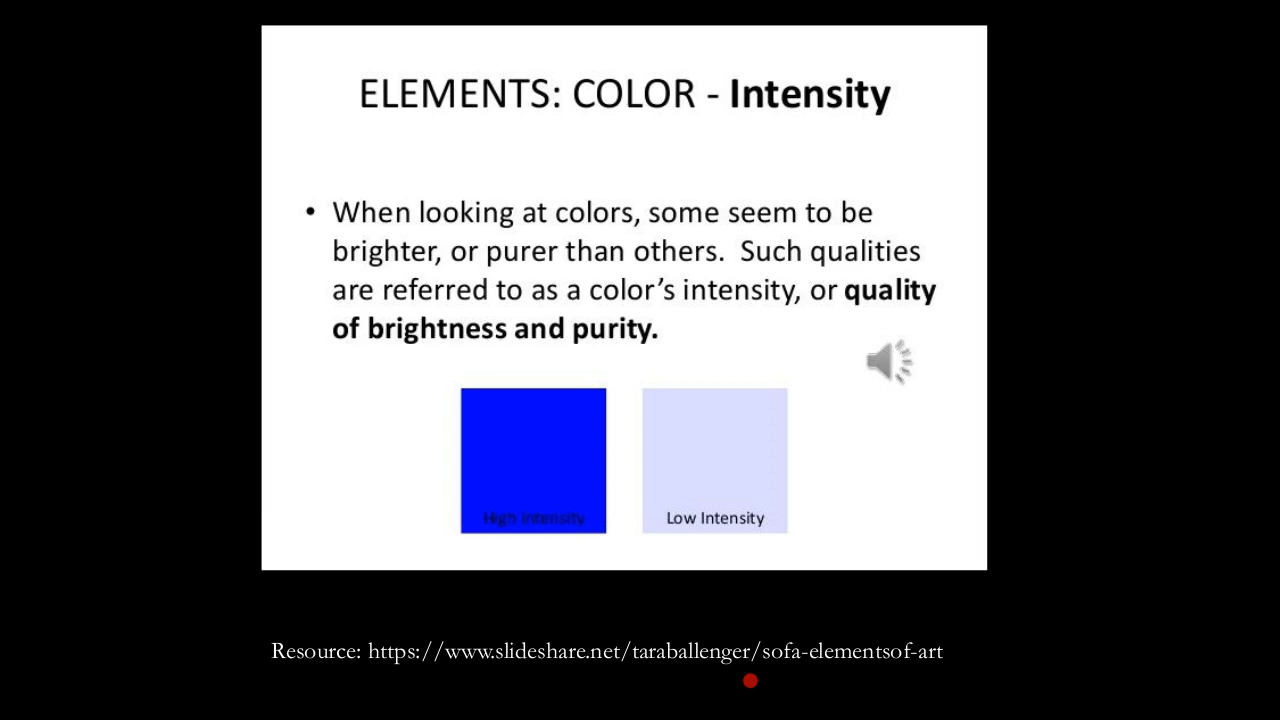 ELEMENTS: COLOR - Intensity
• When looking at colors, some seem to be
brighter, or purer than others.  Such qualities
are referred to as a color’s intensity, or quality
of brightness and purity.
High Intensity
Low Intensity
Resource: https://www.slideshare.net/taraballenger/sofa-elementsof-art